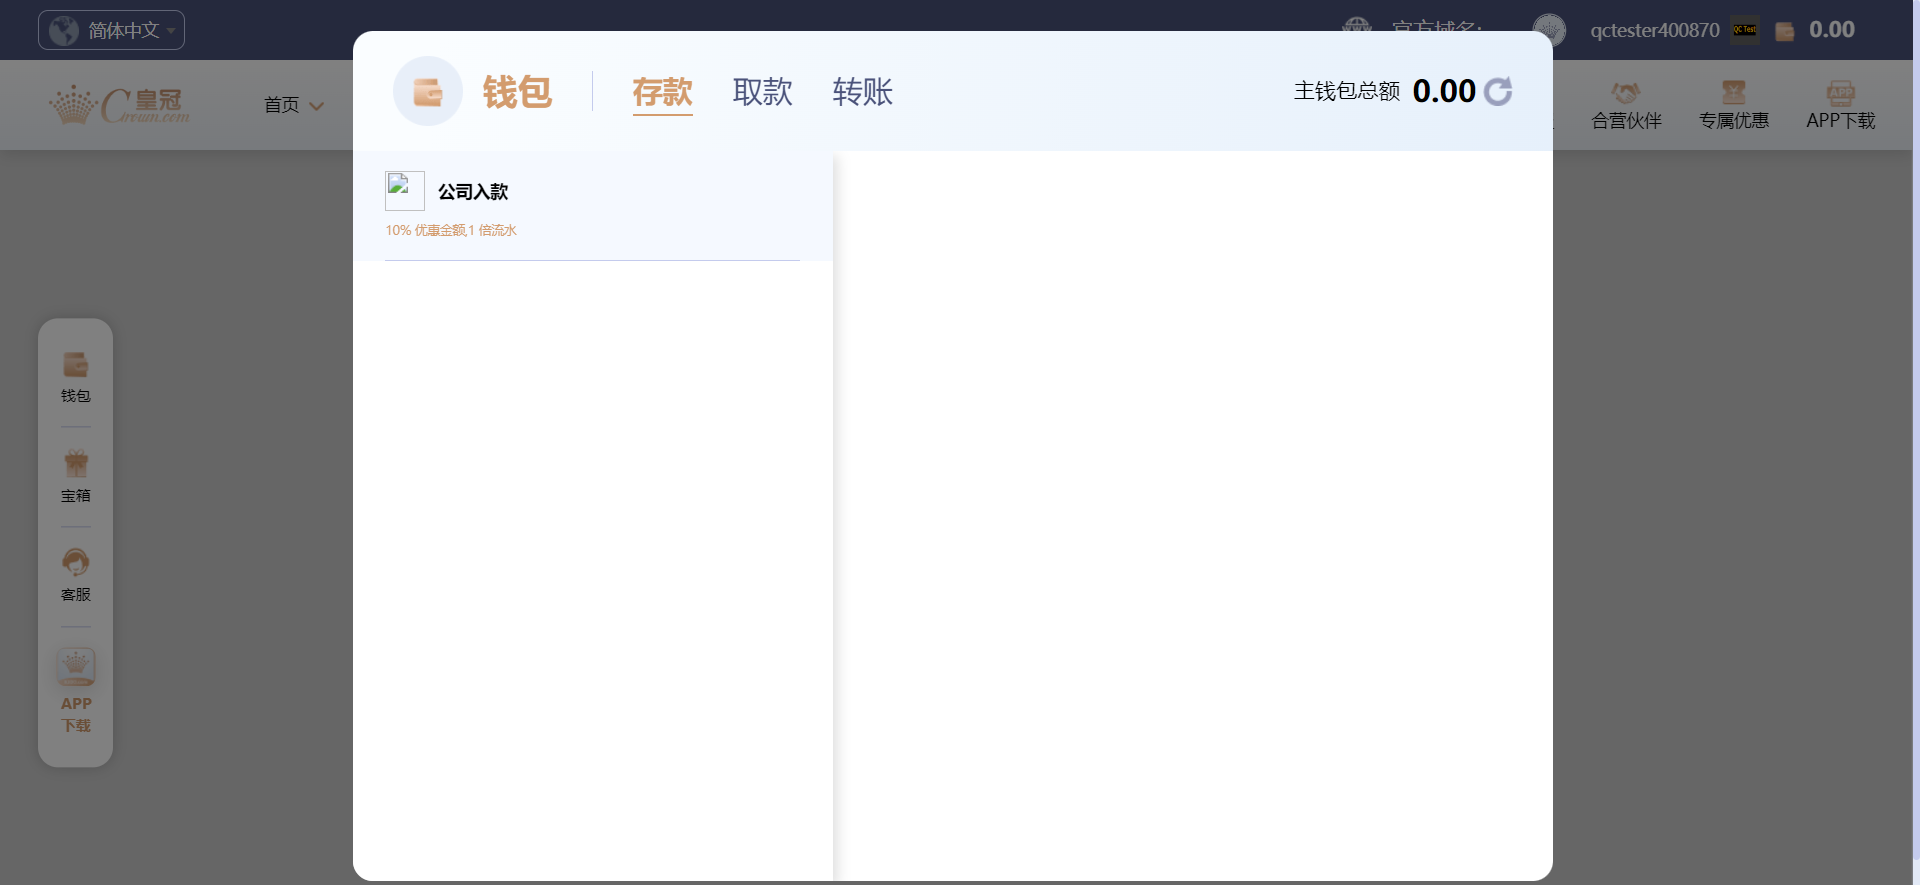 简体中文
官方域名:
qctester400870
QC Test
0.00
皇冠
Crown.com
首页
合营伙伴
专属优惠
APP
APP下载
钱包
存款
取款
转账
主钱包总额 0.00
公司入款
10% 优惠金额,1 倍流水
钱包
宝箱
客服
APP
下载